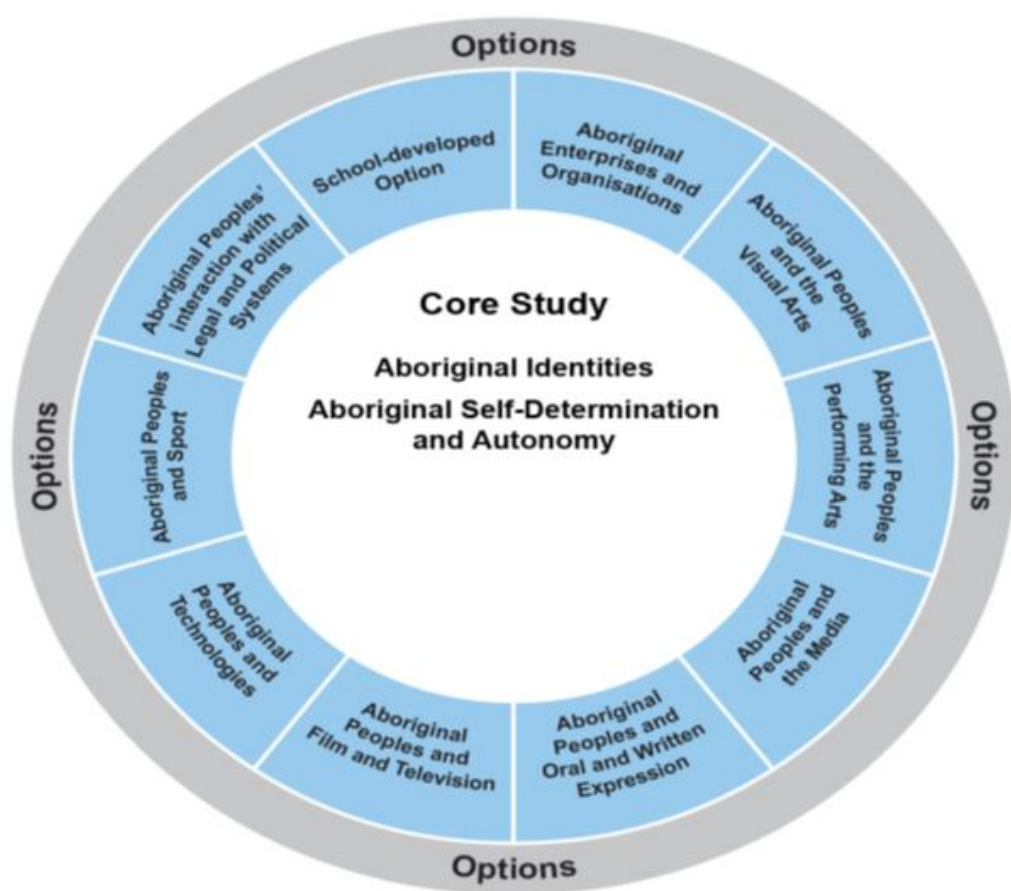 Options
School-developed
Option
Aboriginal
Enterprises and
Organisations
Aboriginal Peoples
and the
Visual Arts
Aboriginal Peoples
and the
Performing Arts
Aboriginal
Peoples and
the Media
Aboriginal
Peoples and
Oral and Written
Expression
Aboriginal
Peoples and
Film and Television
Aboriginal
Peoples and
Technologies
Aboriginal Peoples
and Sport
Aboriginal Peoples'
interaction with
Legal and Political
Systems
Core Study
Aboriginal Identities
Aboriginal Self-Determination
and Autonomy
Options
Options
Options